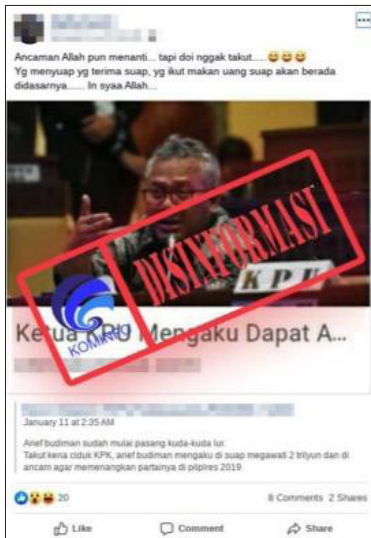 Ancaman Allah pun menanti... tapi doi nggak takut.....😅😅😅
Yg menyuap yg terima suap, yg ikut makan uang suap akan berada
didasarnya...... In syaa Allah...
DISINFORMASI
KOMINFO
KPU
Ketua KPU Mengaku Dapat A...
January 11 at 2:35 AM
Arief budiman sudah mulai pasang kuda-kuda lur.
Takut kena ciduk KPK, arief budiman mengaku di suap megawati 2 trilyun dan di
ancam agar memenangkan partainya di pilpires 2019
20
8 Comments 2 Shares
Like Comment Share